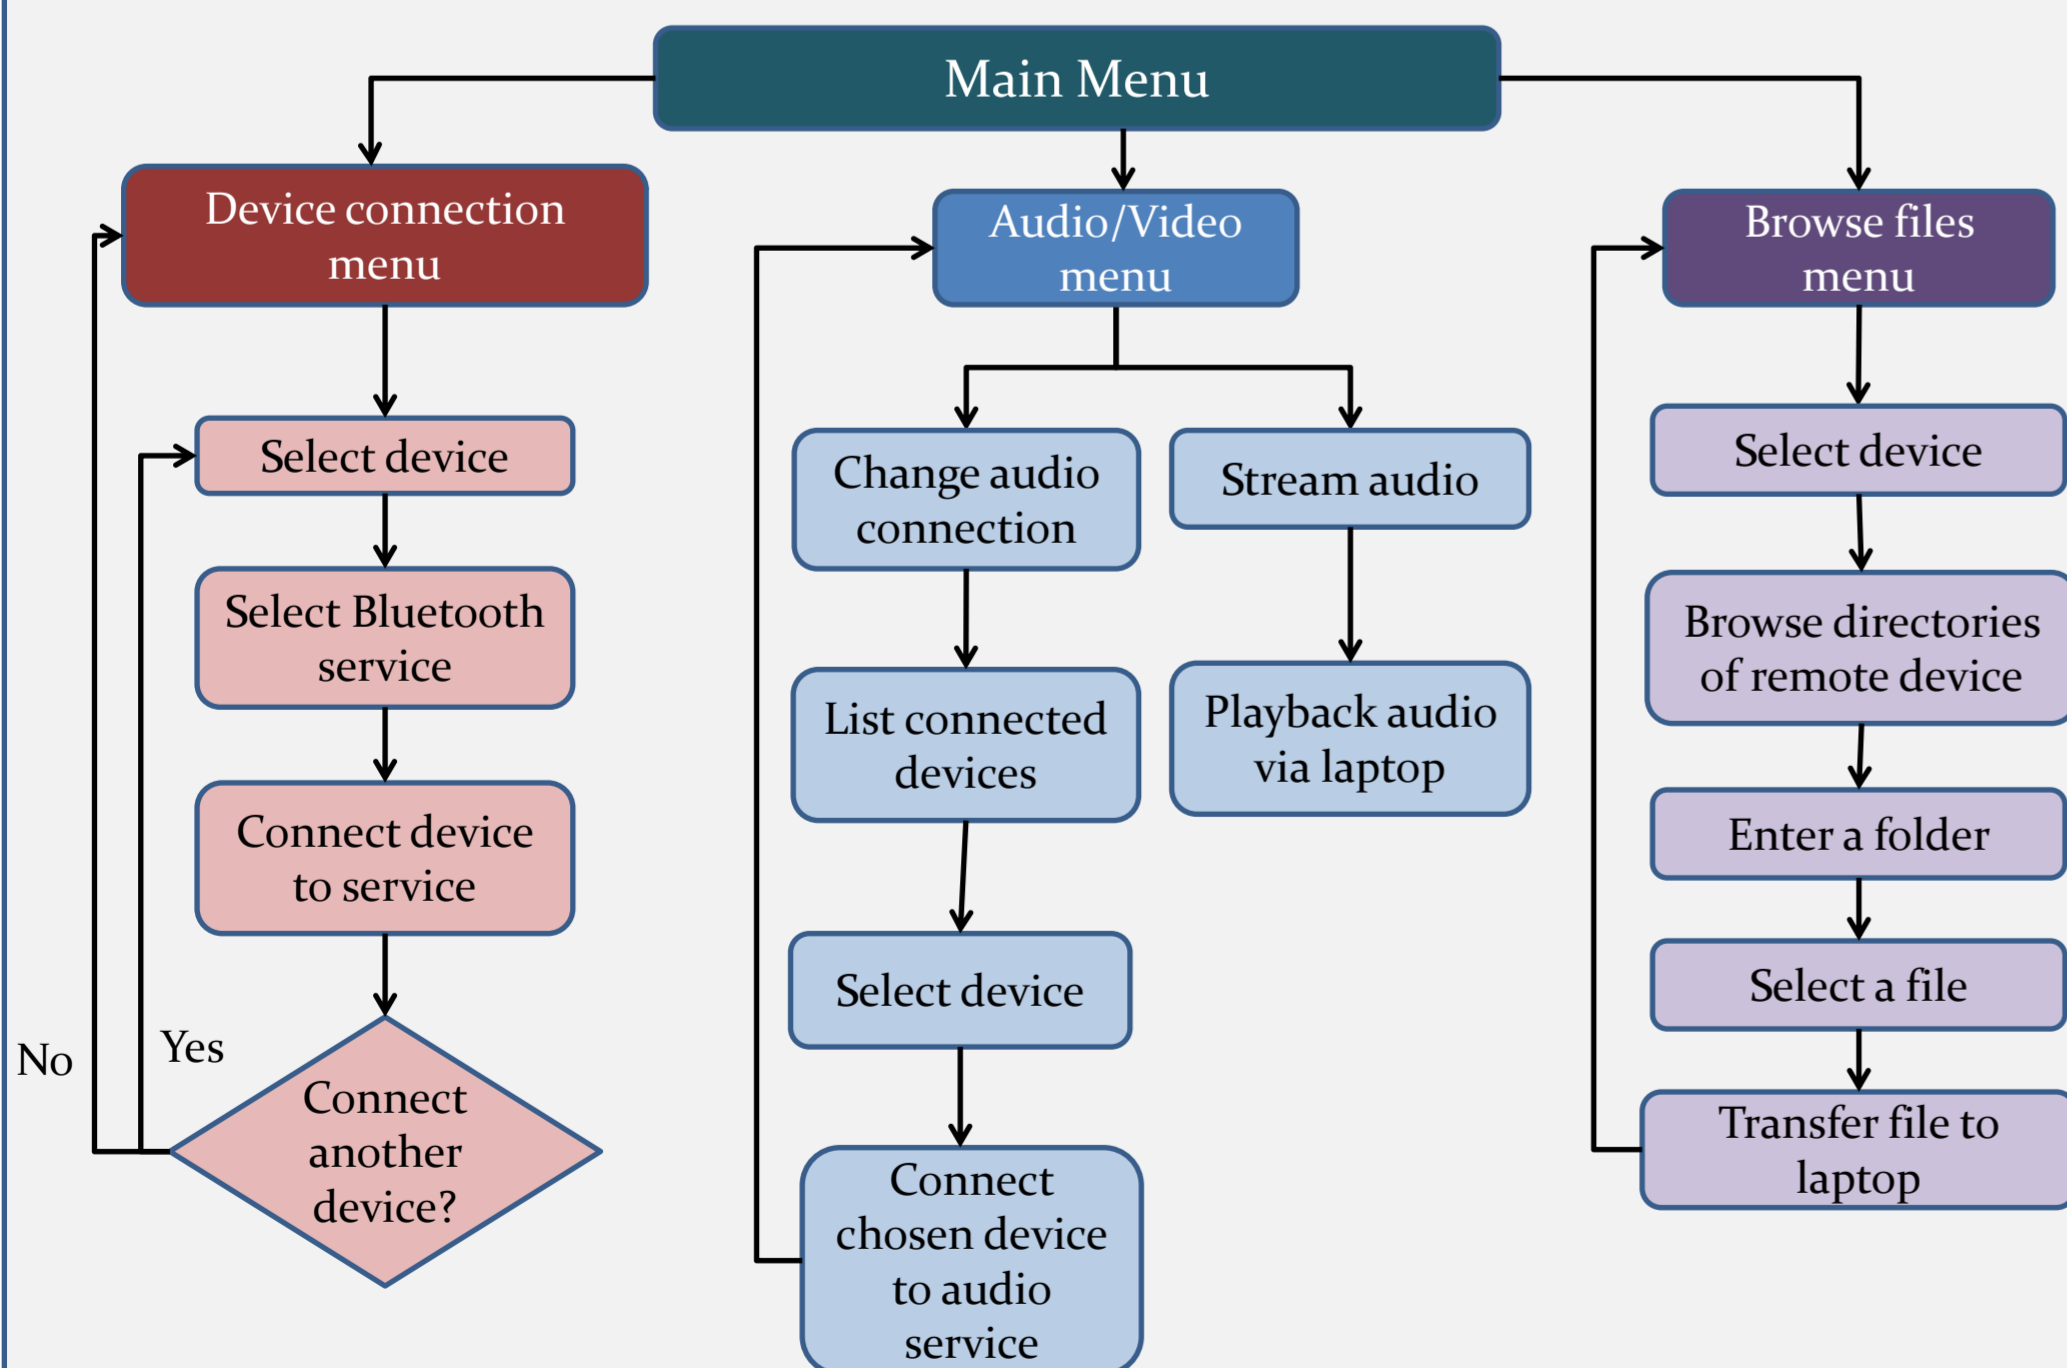 Main Menu
Device connection
menu
Select device
Select Bluetooth
service
Connect device
to service
No
Yes
Connect
another
device?
Audio/Video
menu
Change audio
connection
List connected
devices
Select device
Connect
chosen device
to audio
service
Stream audio
Playback audio
via laptop
Browse files
menu
Select device
Browse directories
of remote device
Enter a folder
Select a file
Transfer file to
laptop